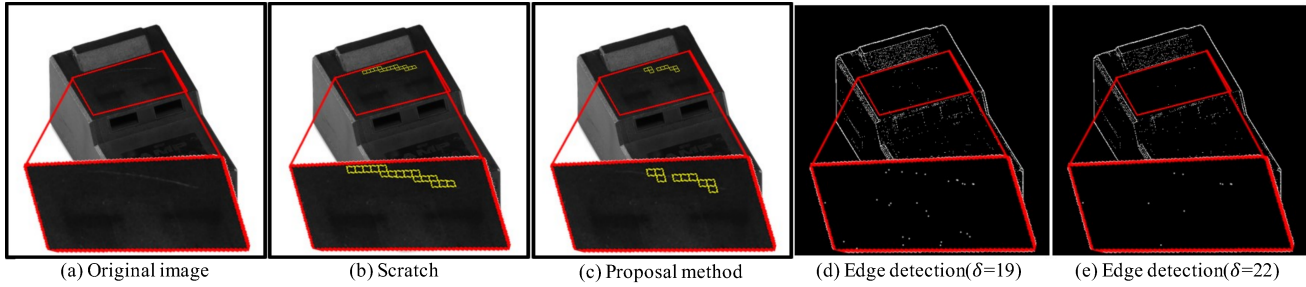 (a) Original image
(b) Scratch
(c) Proposal method
(d) Edge detection(δ=19)
(e) Edge detection(δ=22)